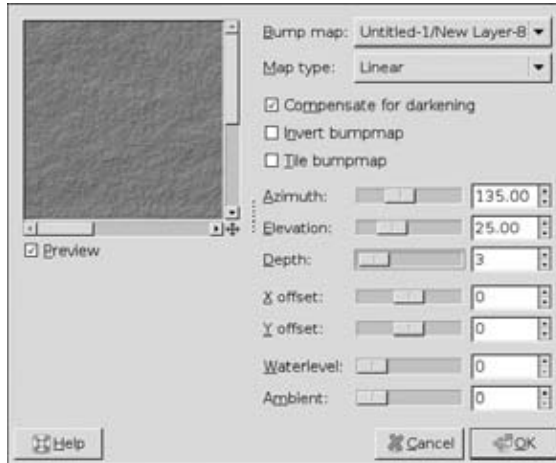 Bump map: Untitled-1/New Layer-8
Map type: Linear
Compensate for darkening
Invert bumpmap
Tile bumpmap
Azimuth: 135.00
Elevation: 25.00
Preview
Depth: 3
X offset: 0
Y offset: 0
Waterlevel: 0
Ambient: 0
Help Cancel OK